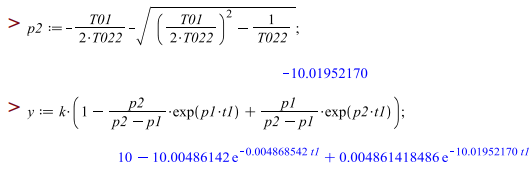 > p2 := -T01/(2·T022) - √((T01/(2·T022))² - 1/T022);
-10.01952170
> y := k·(1 - p2/(p2 - p1)·exp(p1·t1) + p1/(p2 - p1)·exp(p2·t1));
10 - 10.00486142 e^(-0.004868542 t1) + 0.004861418486 e^(-10.01952170 t1)